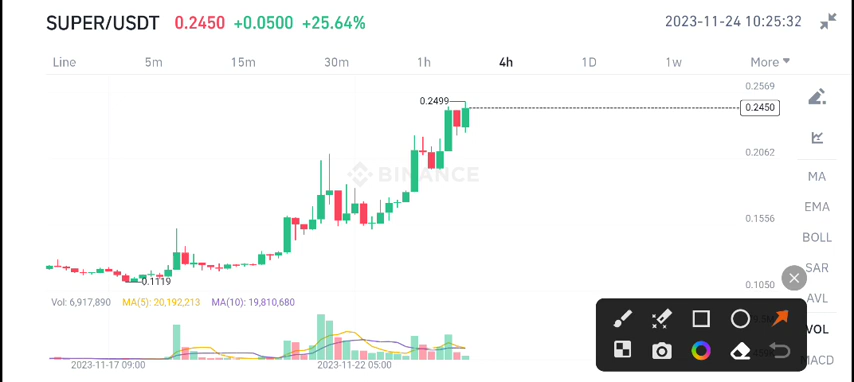 SUPER/USDT 0.2450 +0.0500 +25.64% 2023-11-24 10:25:32
Line 5m 15m 30m 1h 4h 1D 1w More
0.2569
0.2499
0.2450
0.2062
BINANCE
MA
EMA
0.1556
BOLL
SAR
0.1119
0.1050
AVL
Vol: 6,917,890 MA(5): 20,192,213 MA(10): 19,810,680
VOL
MACD
2023-11-17 09:00 2023-11-22 05:00